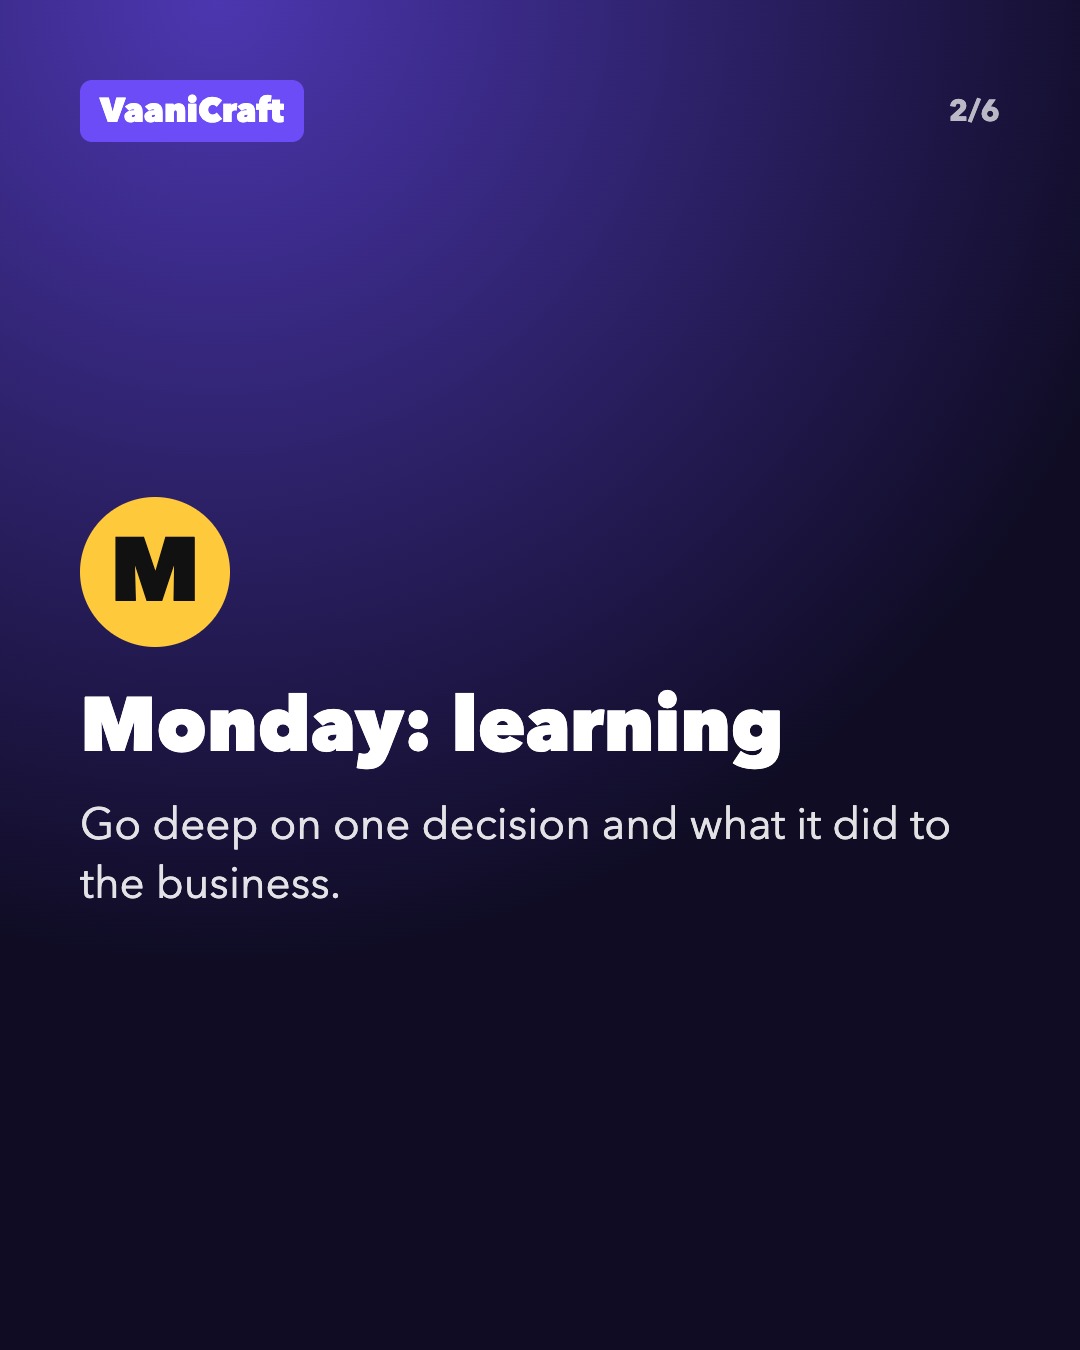 VaaniCraft
2/6
M
Monday: learning
Go deep on one decision and what it did to
the business.